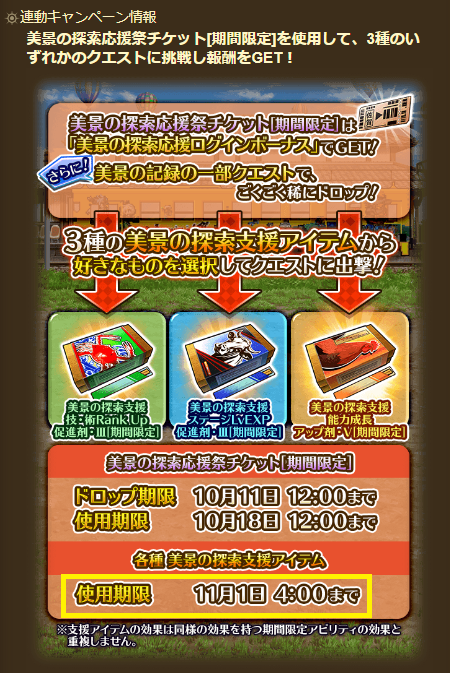 連動キャンペーン情報
美景の探索応援祭チケット[期間限定]を使用して、3種のい
ずれかのクエストに挑戦し報酬をGET！
美景の探索応援祭チケット[期間限定]は
「美景の探索応援ログインボーナス」でGET!
さらに!
美景の記録の一部クエストで、
ごくごく稀にドロップ!
3種の美景の探索支援アイテムから
好きなものを選択してクエストに出撃!
美景の探索支援
技・術Rank Up
促進剤・Ⅲ[期間限定]
美景の探索支援
ステージLVEXP
促進剤・Ⅲ[期間限定]
美景の探索支援
能力成長
アップ剤・Ⅴ[期間限定]
美景の探索応援祭チケット[期間限定]
ドロップ期限 10月11日 12:00まで
使用期限 10月18日 12:00まで
各種 美景の探索支援アイテム
使用期限 11月1日 4:00まで
※支援アイテムの効果は同様の効果を持つ期間限定アビリティの効果と
重複しません。